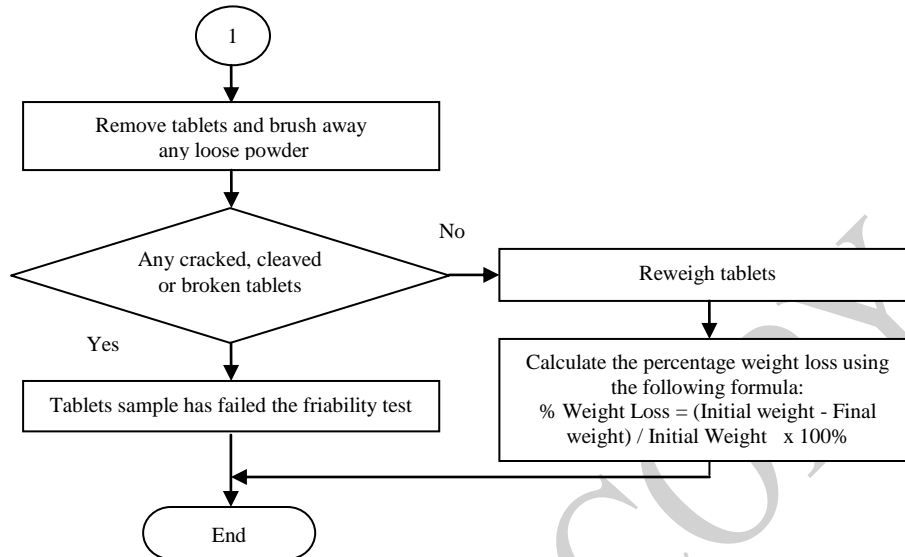 1
Remove tablets and brush away
any loose powder
Any cracked, cleaved
or broken tablets
No
Reweigh tablets
Yes
Tablets sample has failed the friability test
Calculate the percentage weight loss using
the following formula:
% Weight Loss = (Initial weight - Final
weight) / Initial Weight x 100%
End
COPY